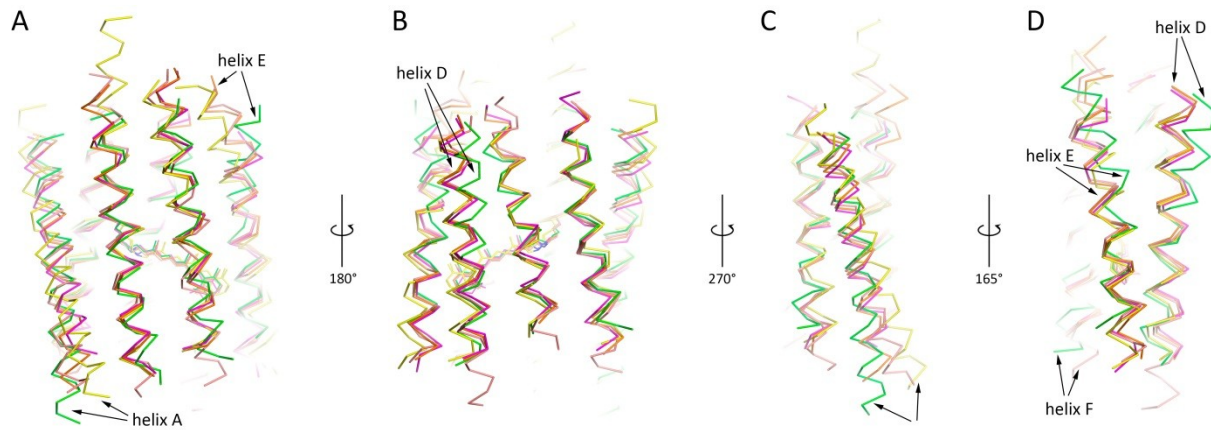 A
B
C
D
helix E
helix D
helix D
helix E
180°
270°
165°
helix A
helix F